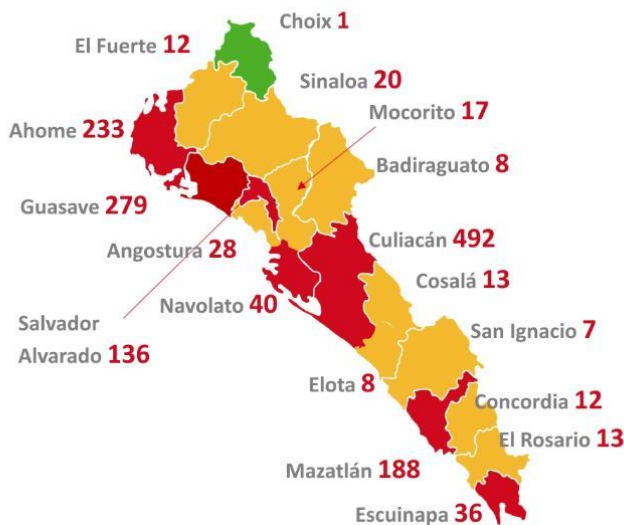 Choix 1
El Fuerte 12
Sinaloa 20
Mocorito 17
Ahome 233
Badiraguato 8
Guasave 279
Culiacán 492
Angostura 28
Cosalá 13
Navolato 40
Salvador
Alvarado 136
San Ignacio 7
Elota 8
Concordia 12
El Rosario 13
Mazatlán 188
Escuinapa 36